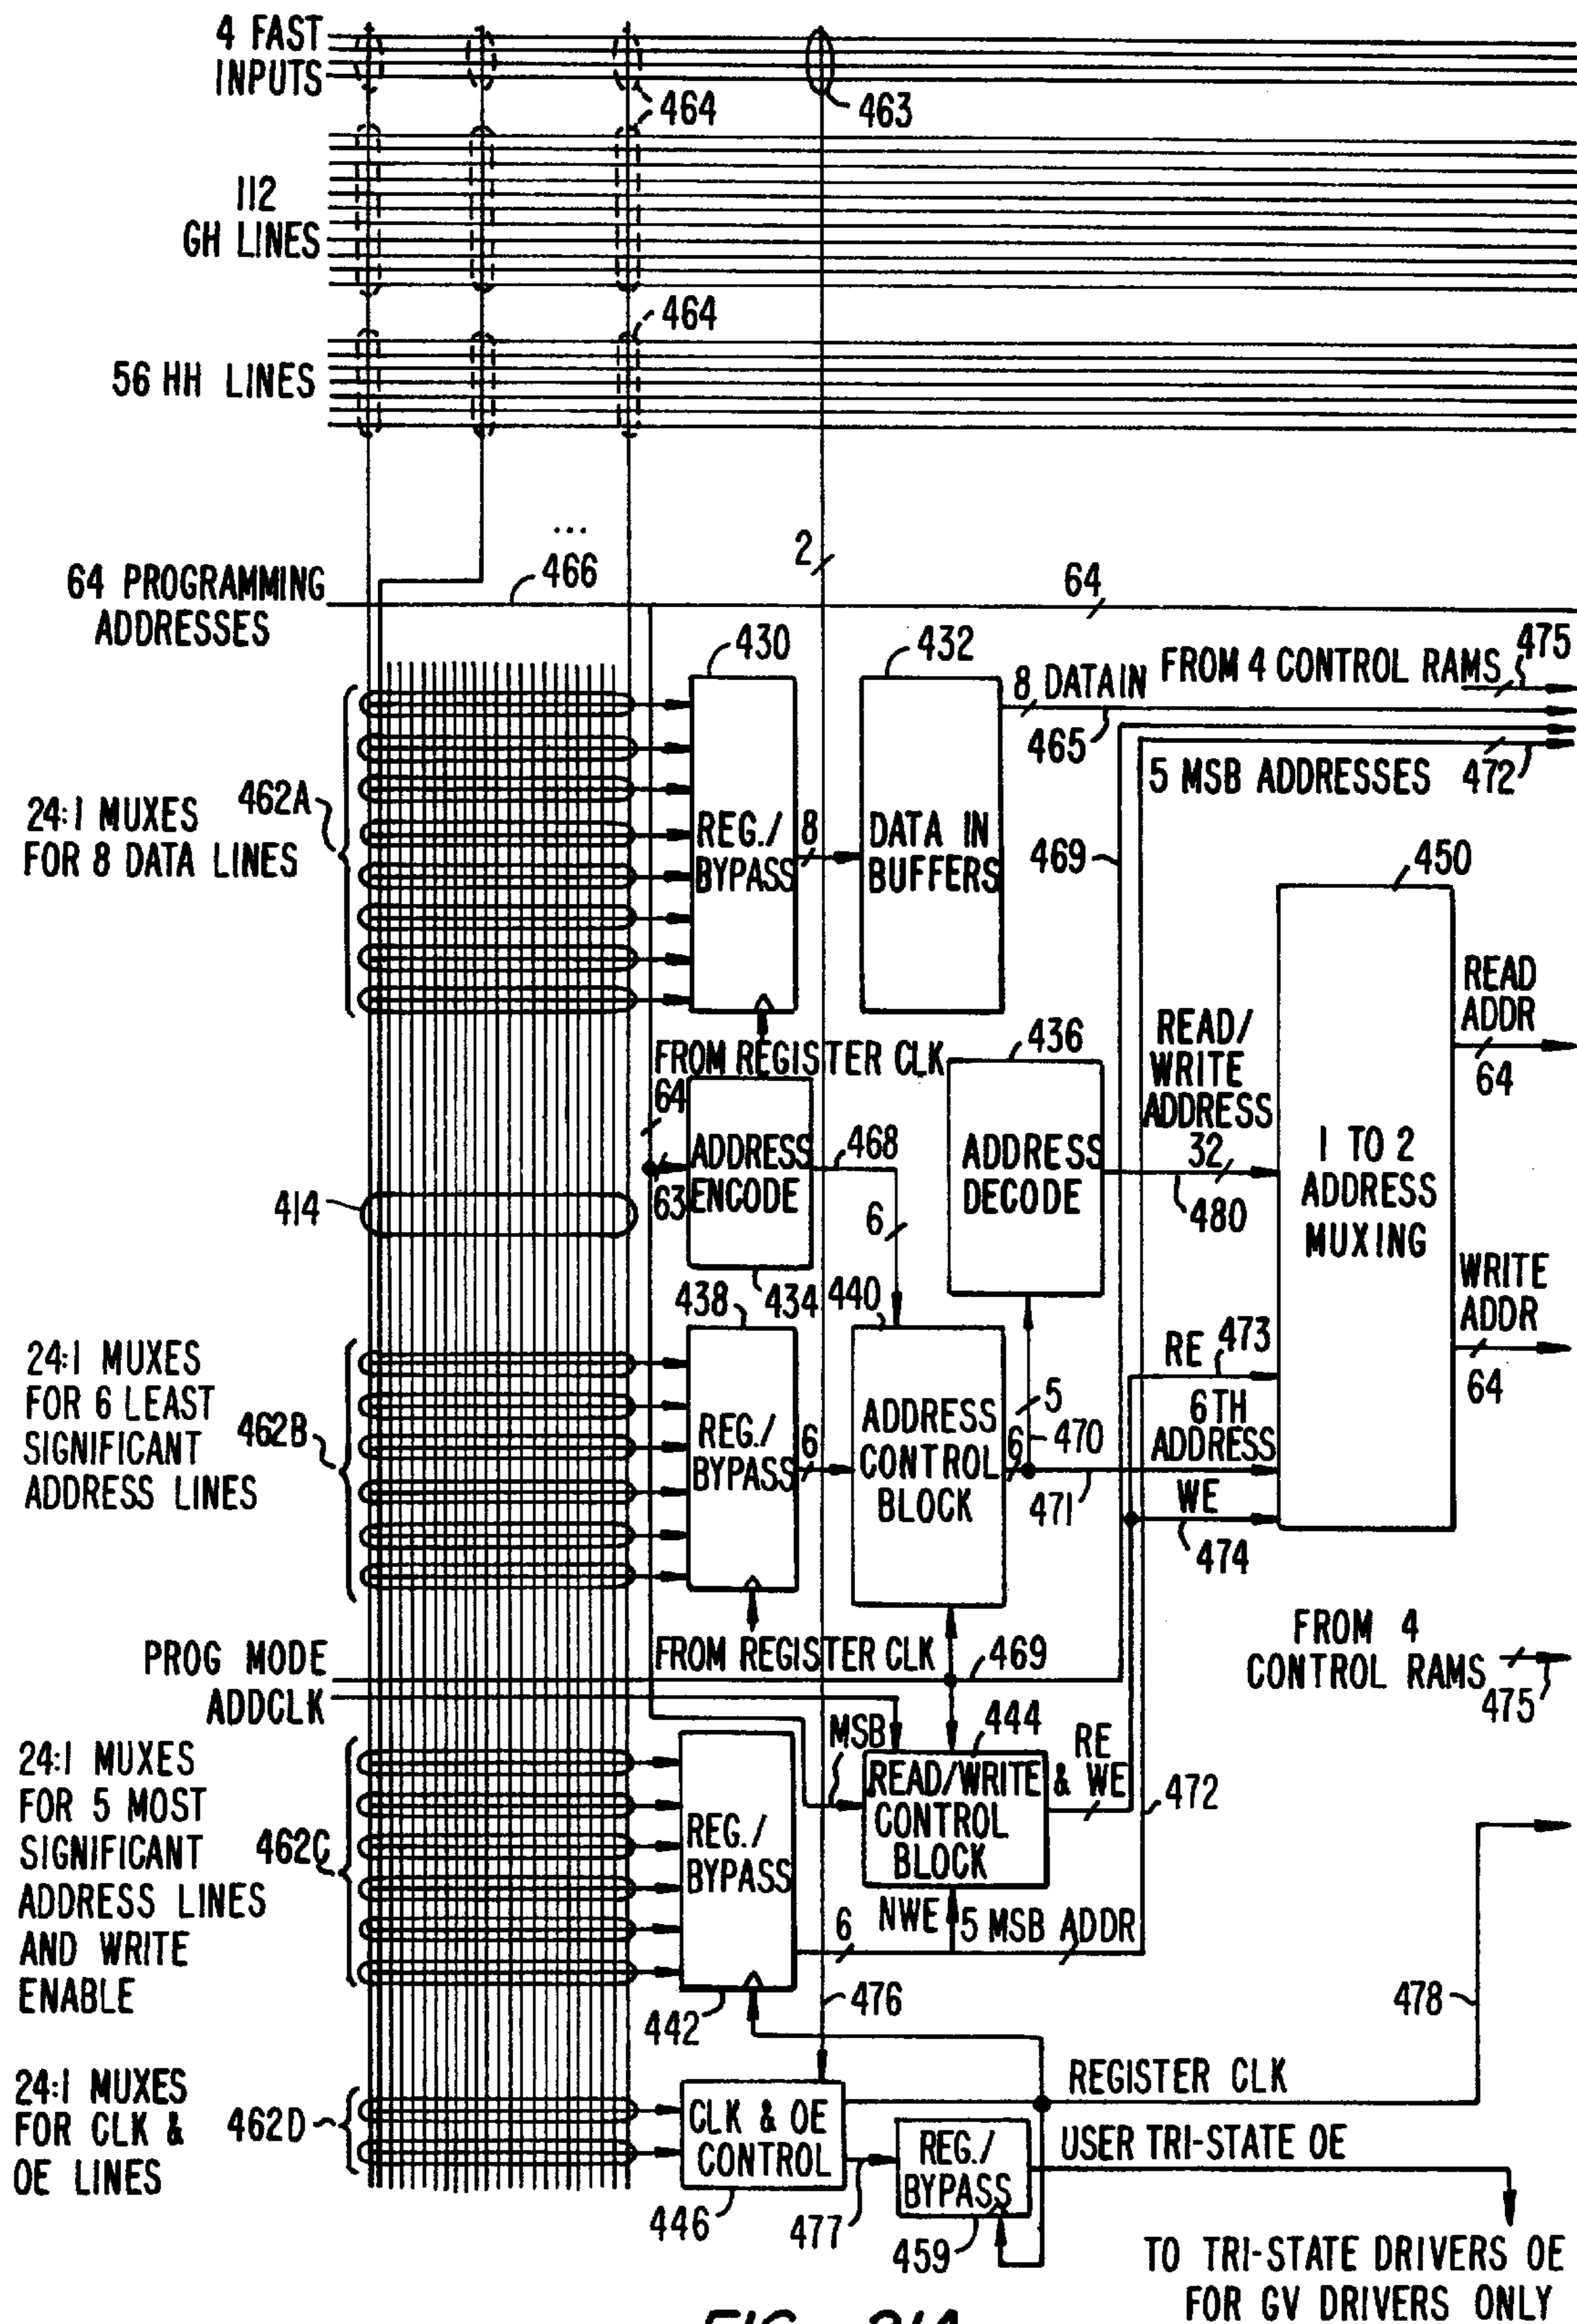 4 FAST
INPUTS
464
463
112
GH LINES
464
56 HH LINES
...
2
64 PROGRAMMING
ADDRESSES
466
64
430
432
8 DATA IN
FROM 4 CONTROL RAMS
475
465
5 MSB ADDRESSES
472
24:1 MUXES
FOR 8 DATA LINES
462A
REG./
BYPASS
8
DATA IN
BUFFERS
469
450
READ
ADDR
64
FROM REGISTER CLK
436
READ/
WRITE
ADDRESS
32
480
64
63
ADDRESS
ENCODE
468
6
ADDRESS
DECODE
1 TO 2
ADDRESS
MUXING
414
434
438
440
WRITE
ADDR
64
24:1 MUXES
FOR 6 LEAST
SIGNIFICANT
ADDRESS LINES
462B
REG./
BYPASS
6
ADDRESS
CONTROL
BLOCK
6
5
470
471
RE
473
6TH
ADDRESS
WE
474
FROM REGISTER CLK
PROG MODE
469
ADDCLK
FROM 4
CONTROL RAMS
475
24:1 MUXES
FOR 5 MOST
SIGNIFICANT
ADDRESS LINES
AND WRITE
ENABLE
462C
REG./
BYPASS
MSB
444
READ/WRITE
CONTROL
BLOCK
RE
& WE
472
6
NWE
5 MSB ADDR
442
476
478
24:1 MUXES
FOR CLK &
OE LINES
462D
CLK & OE
CONTROL
446
477
REG./
BYPASS
459
REGISTER CLK
USER TRI-STATE OE
TO TRI-STATE DRIVERS OE
FOR GV DRIVERS ONLY